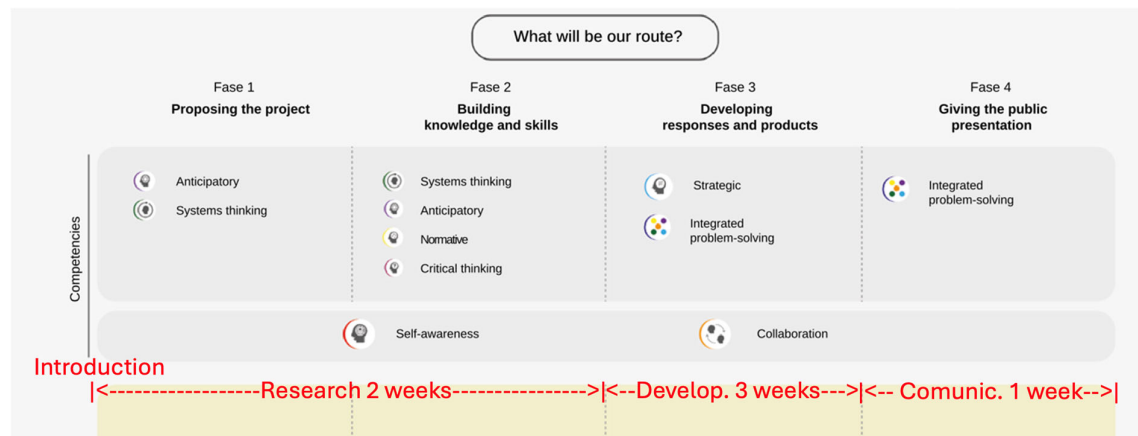 What will be our route?
Fase 1
Proposing the project
Fase 2
Building
knowledge and skills
Fase 3
Developing
responses and products
Fase 4
Giving the public
presentation
Competencies
Anticipatory
Systems thinking
Systems thinking
Anticipatory
Normative
Critical thinking
Strategic
Integrated
problem-solving
Integrated
problem-solving
Self-awareness
Collaboration
Introduction
|<------------------Research 2 weeks---------------->|<--Develop. 3 weeks--->|<-- Comunic. 1 week-->|